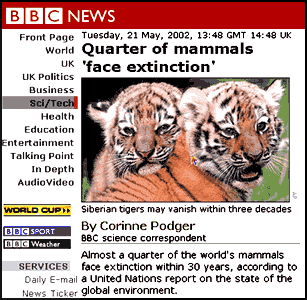 BBC NEWS
Front Page
World
UK
UK Politics
Business
Sci/Tech
Health
Education
Entertainment
Talking Point
In Depth
AudioVideo
WORLD CUP>>
BBC SPORT
BBC Weather
SERVICES
Daily E-mail
News Ticker
Tuesday, 21 May, 2002, 13:48 GMT 14:48 UK
Quarter of mammals
'face extinction'
Siberian tigers may vanish within three decades
By Corinne Podger
BBC science correspondent
Almost a quarter of the world's mammals
face extinction within 30 years, according to
a United Nations report on the state of the
global environment.